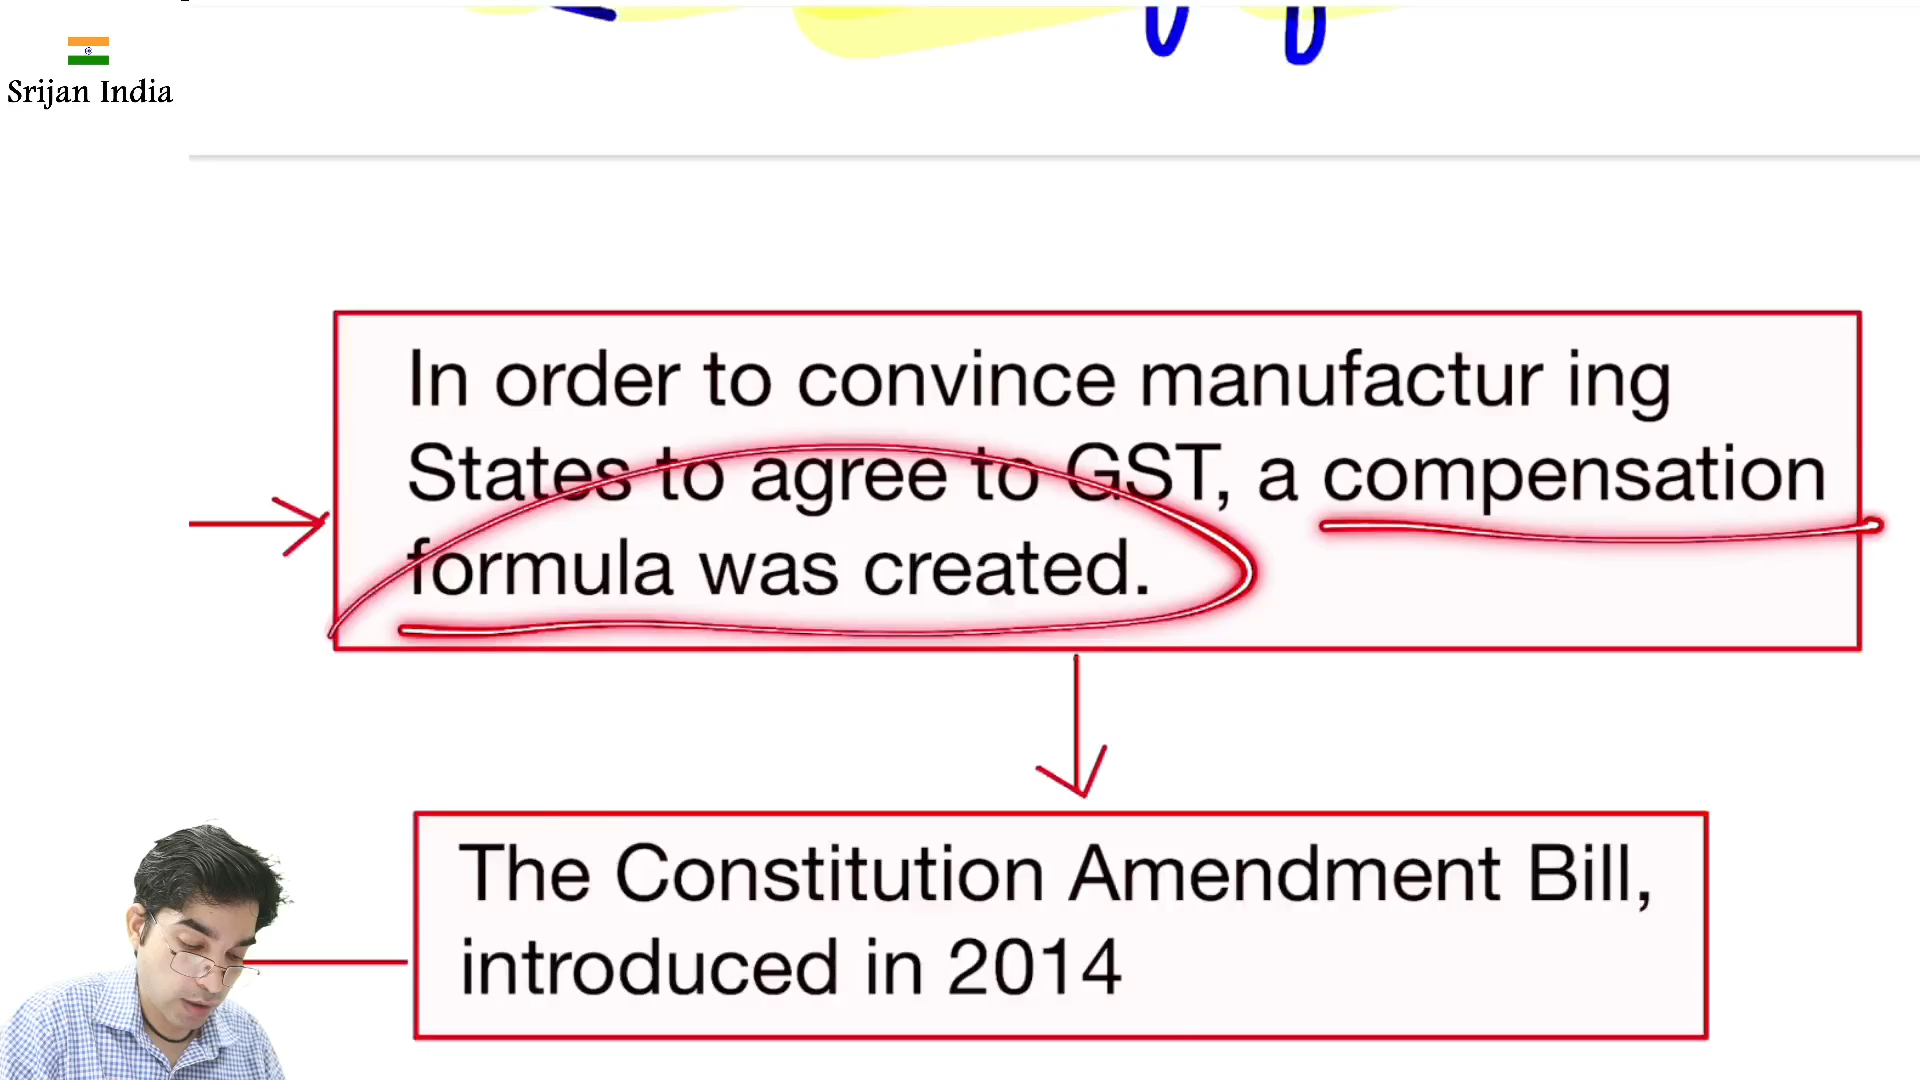 Srijan India
In order to convince manufactur ing
States to agree to GST, a compensation
formula was created.
The Constitution Amendment Bill,
introduced in 2014